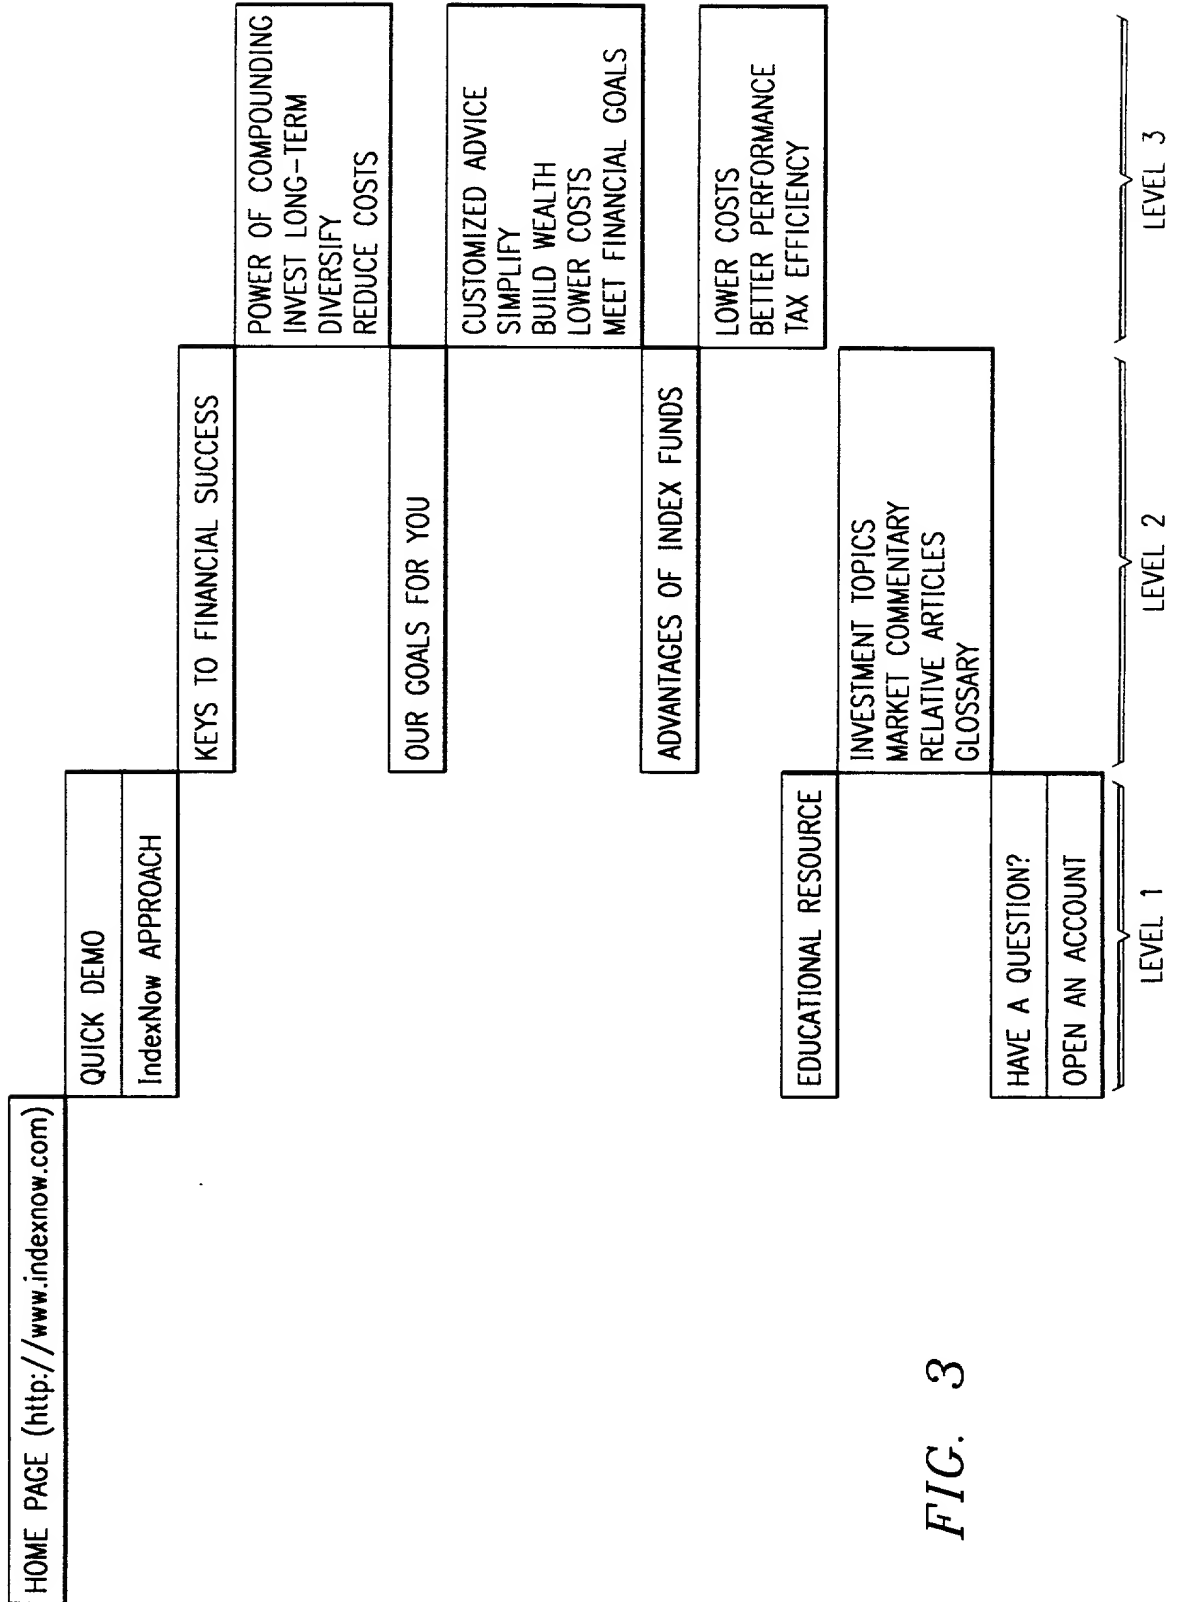 HOME PAGE (http://www.indexnow.com)
QUICK DEMO
IndexNow APPROACH
KEYS TO FINANCIAL SUCCESS
POWER OF COMPOUNDING
INVEST LONG-TERM
DIVERSIFY
REDUCE COSTS
OUR GOALS FOR YOU
CUSTOMIZED ADVICE
SIMPLIFY
BUILD WEALTH
LOWER COSTS
MEET FINANCIAL GOALS
ADVANTAGES OF INDEX FUNDS
LOWER COSTS
BETTER PERFORMANCE
TAX EFFICIENCY
EDUCATIONAL RESOURCE
INVESTMENT TOPICS
MARKET COMMENTARY
RELATIVE ARTICLES
GLOSSARY
HAVE A QUESTION?
OPEN AN ACCOUNT
LEVEL 1
LEVEL 2
LEVEL 3
FIG. 3